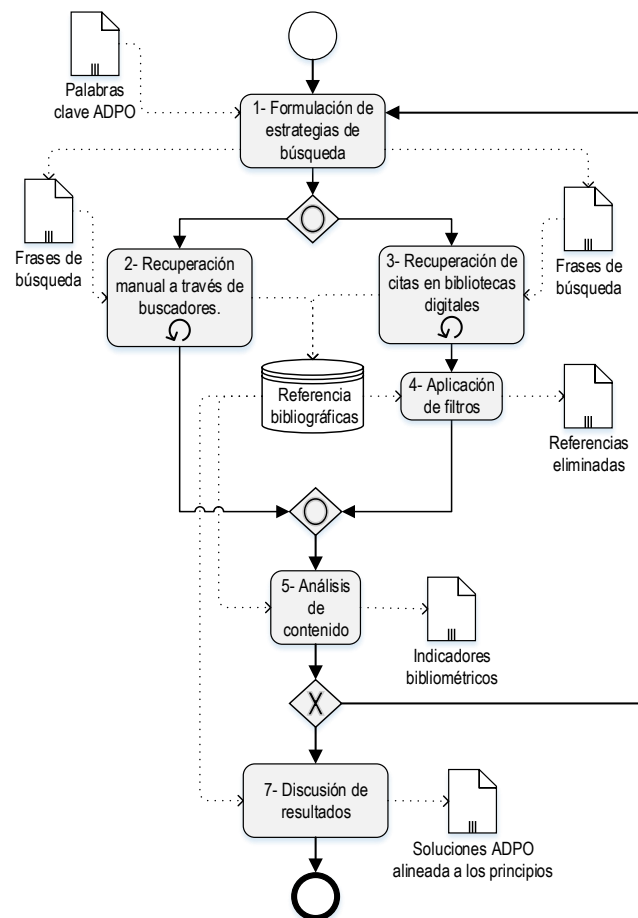 Palabras
clave ADPO
1- Formulación de
estrategias de
búsqueda
Frases de
búsqueda
2- Recuperación
manual a través de
buscadores.
3- Recuperación de
citas en bibliotecas
digitales
Frases de
búsqueda
Referencia
bibliográficas
4- Aplicación
de filtros
Referencias
eliminadas
5- Análisis
de
contenido
Indicadores
bibliométricos
X
7- Discusión de
resultados
Soluciones ADPO
alineada a los principios